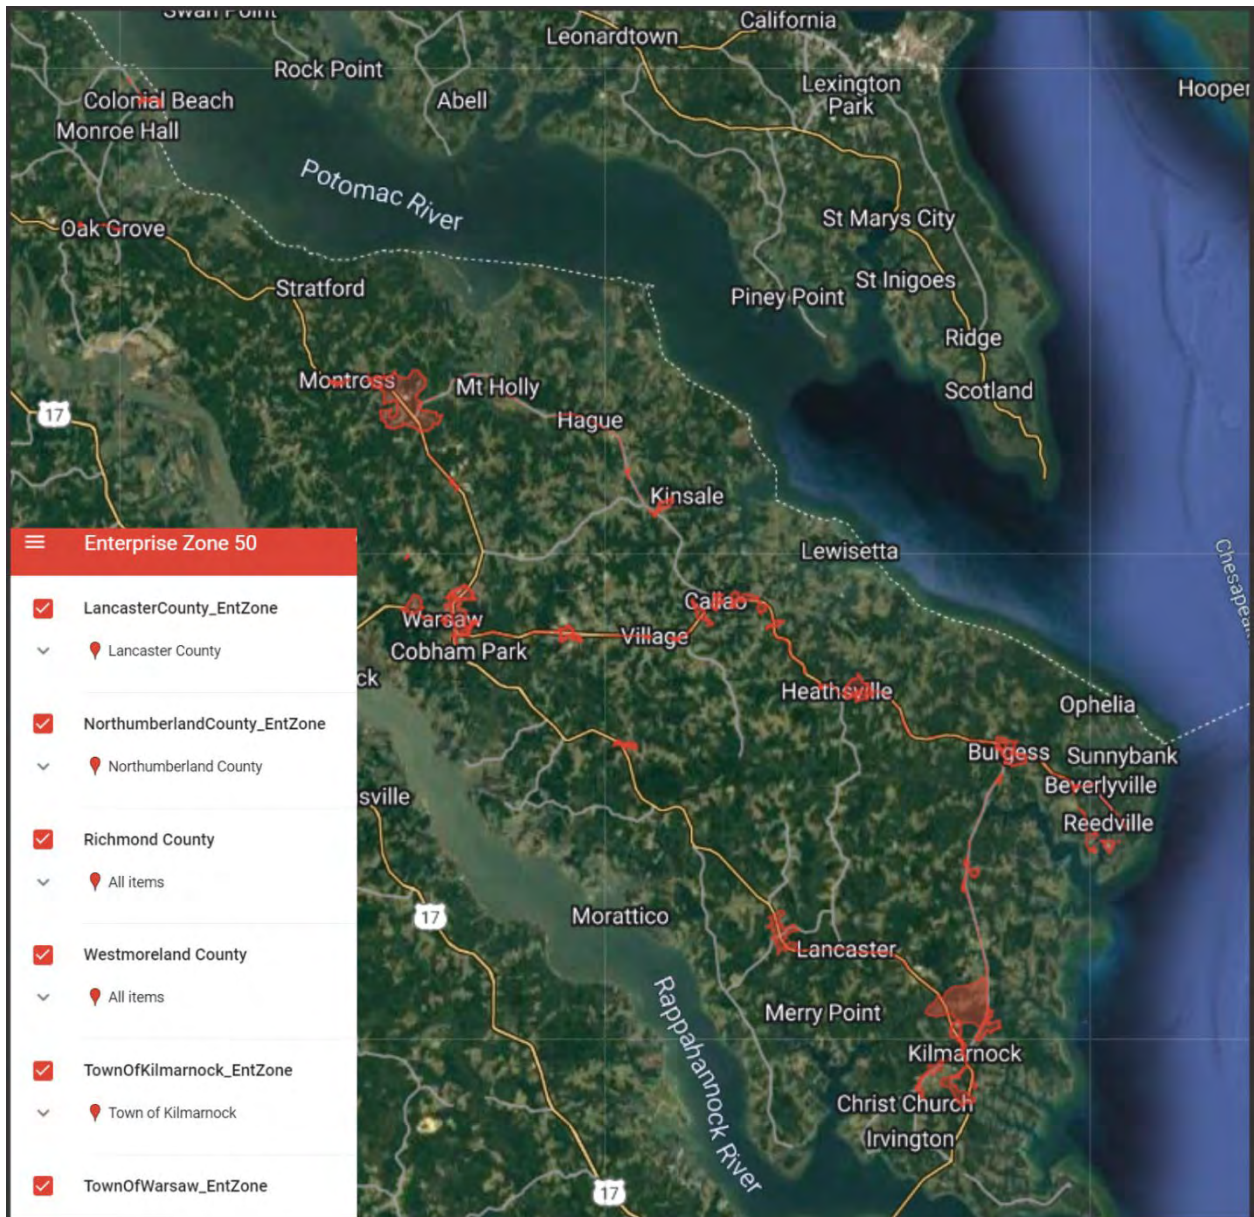 Swan Point
California
Leonardtown
Rock Point
Lexington
Park
Abell
Hooper
Colonial Beach
Monroe Hall
Potomac River
St Marys City
Oak Grove
Stratford
St Inigoes
Piney Point
Ridge
Montross
Mt Holly
Scotland
17
Hague
Kinsale
Enterprise Zone 50
Lewisetta
Chesapeak
LancasterCounty_EntZone
Lancaster County
Callao
Warsaw
Village
Cobham Park
ck
Heathsville
Ophelia
NorthumberlandCounty_EntZone
Northumberland County
Burgess
Sunnybank
Beverlyville
sville
Reedville
Richmond County
All items
17
Morattico
Lancaster
Westmoreland County
All items
Rappahannock River
Merry Point
Kilmarnock
TownOfKilmarnock_EntZone
Town of Kilmarnock
Christ Church
Irvington
TownOfWarsaw_EntZone
17